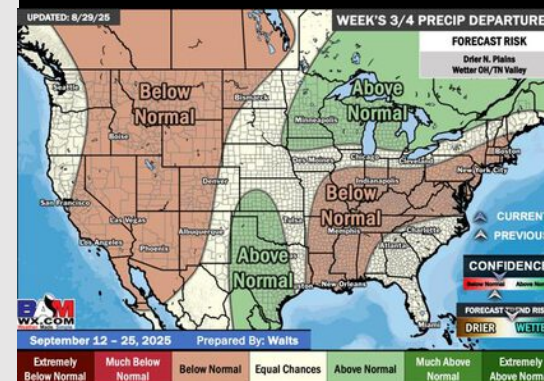 UPDATED: 8/29/25
WEEK'S 3/4 PRECIP DEPARTURE
FORECAST RISK
Drier N. Plains
Wetter OH/TN Valley
Seattle
Below
Normal
Bismarck
Above
Normal
Minneapolis
Boise
Boston
Des Moines
Chicago
Cleveland
New York City
Denver
Indianapolis
San Francisco
Below
Normal
Las Vegas
Tulsa
Los Angeles
Albuquerque
Memphis
Charlotte
Phoenix
Atlanta
Above
Normal
New Orleans
Miami
CURRENT
PREVIOUS
CONFIDENCE
Below Normal
FORECAST TREND RIS
DRIER
WETTE
BAM
WX.COM
September 12 - 25, 2025
Prepared By: Walts
Extremely
Below Normal
Much Below
Normal
Below Normal
Equal Chances
Above Normal
Much Above
Normal
Extremely
Above Norma